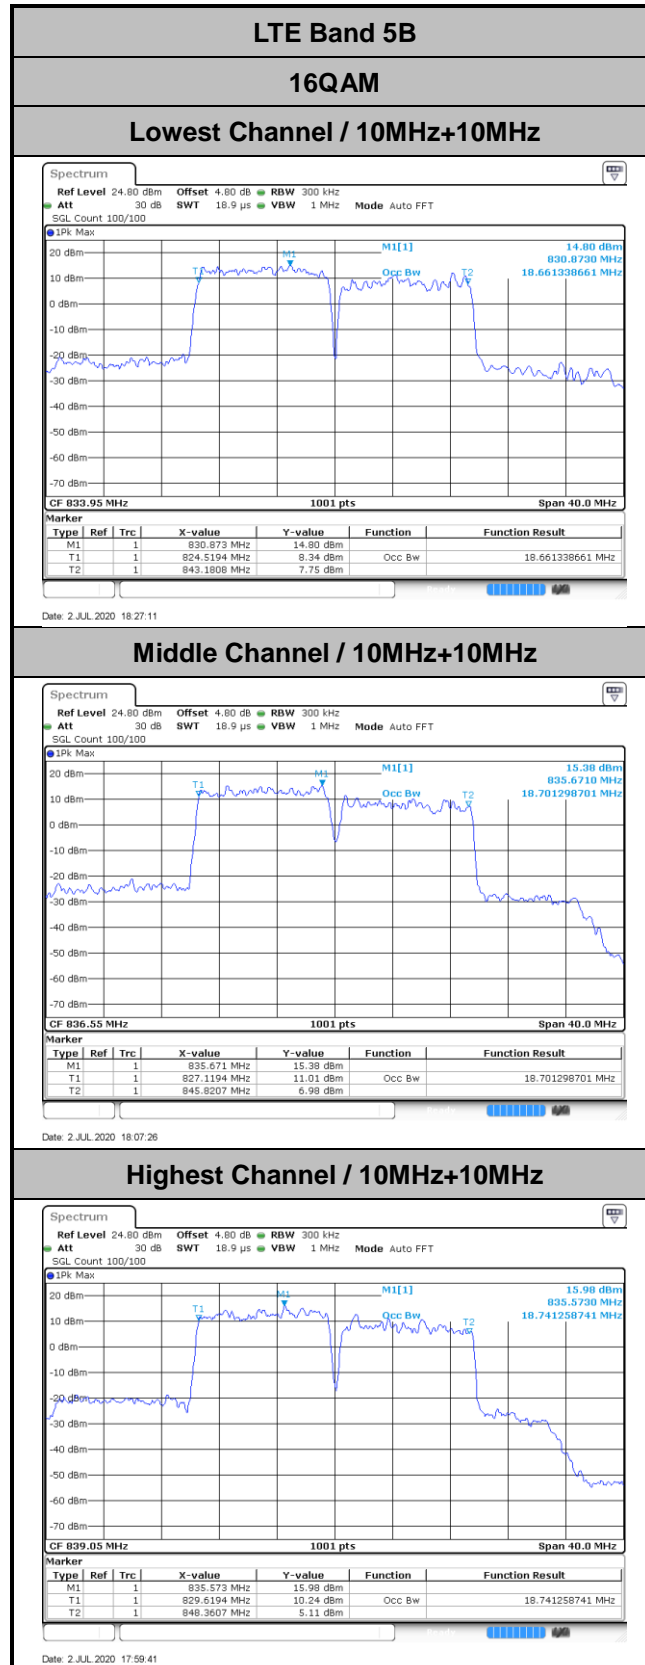 LTE Band 5B
16QAM
Lowest Channel / 10MHz+10MHz
Spectrum
Ref Level 24.80 dBm Offset 4.80 dB RBW 300 kHz
Att 30 dB SWT 18.9 µs VBW 1 MHz Mode Auto FFT
SGL Count 100/100
1Pk Max
M1[1] 14.80 dBm
830.8730 MHz
Occ Bw 18.661338661 MHz
M1
T1
T2
20 dBm
10 dBm
0 dBm
-10 dBm
-20 dBm
-30 dBm
-40 dBm
-50 dBm
-60 dBm
-70 dBm
CF 833.95 MHz 1001 pts Span 40.0 MHz
Marker
Type Ref Trc X-value Y-value Function Function Result
M1 1 830.873 MHz 14.80 dBm
T1 1 824.5194 MHz 8.34 dBm Occ Bw 18.661338661 MHz
T2 1 843.1808 MHz 7.75 dBm
Date: 2.JUL.2020 18:27:11
Middle Channel / 10MHz+10MHz
Spectrum
Ref Level 24.80 dBm Offset 4.80 dB RBW 300 kHz
Att 30 dB SWT 18.9 µs VBW 1 MHz Mode Auto FFT
SGL Count 100/100
1Pk Max
M1[1] 15.38 dBm
835.6710 MHz
Occ Bw 18.701298701 MHz
M1
T1
T2
20 dBm
10 dBm
0 dBm
-10 dBm
-20 dBm
-30 dBm
-40 dBm
-50 dBm
-60 dBm
-70 dBm
CF 836.55 MHz 1001 pts Span 40.0 MHz
Marker
Type Ref Trc X-value Y-value Function Function Result
M1 1 835.671 MHz 15.38 dBm
T1 1 827.1194 MHz 11.01 dBm Occ Bw 18.701298701 MHz
T2 1 845.8207 MHz 6.98 dBm
Date: 2.JUL.2020 18:07:26
Highest Channel / 10MHz+10MHz
Spectrum
Ref Level 24.80 dBm Offset 4.80 dB RBW 300 kHz
Att 30 dB SWT 18.9 µs VBW 1 MHz Mode Auto FFT
SGL Count 100/100
1Pk Max
M1[1] 15.98 dBm
835.5730 MHz
Occ Bw 18.741258741 MHz
M1
T1
T2
20 dBm
10 dBm
0 dBm
-10 dBm
-20 dBm
-30 dBm
-40 dBm
-50 dBm
-60 dBm
-70 dBm
CF 839.05 MHz 1001 pts Span 40.0 MHz
Marker
Type Ref Trc X-value Y-value Function Function Result
M1 1 835.573 MHz 15.98 dBm
T1 1 829.6194 MHz 10.24 dBm Occ Bw 18.741258741 MHz
T2 1 848.3607 MHz 5.11 dBm
Date: 2.JUL.2020 17:59:41